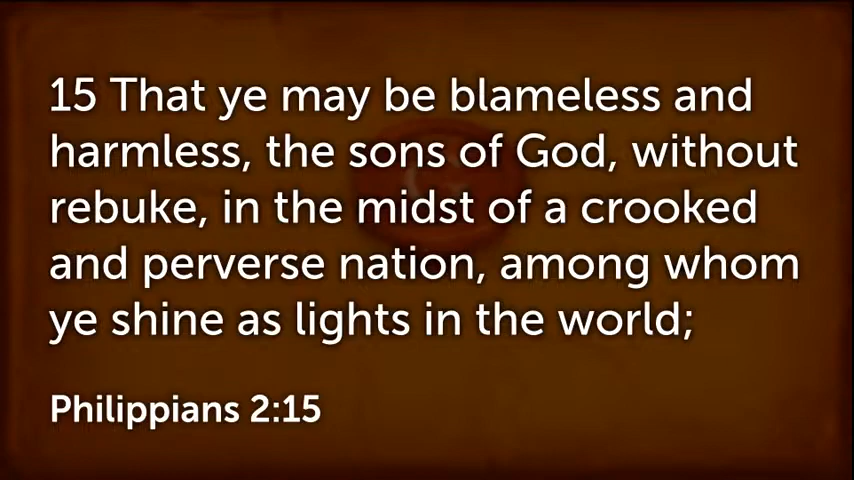 15 That ye may be blameless and
harmless, the sons of God, without
rebuke, in the midst of a crooked
and perverse nation, among whom
ye shine as lights in the world;
Philippians 2:15